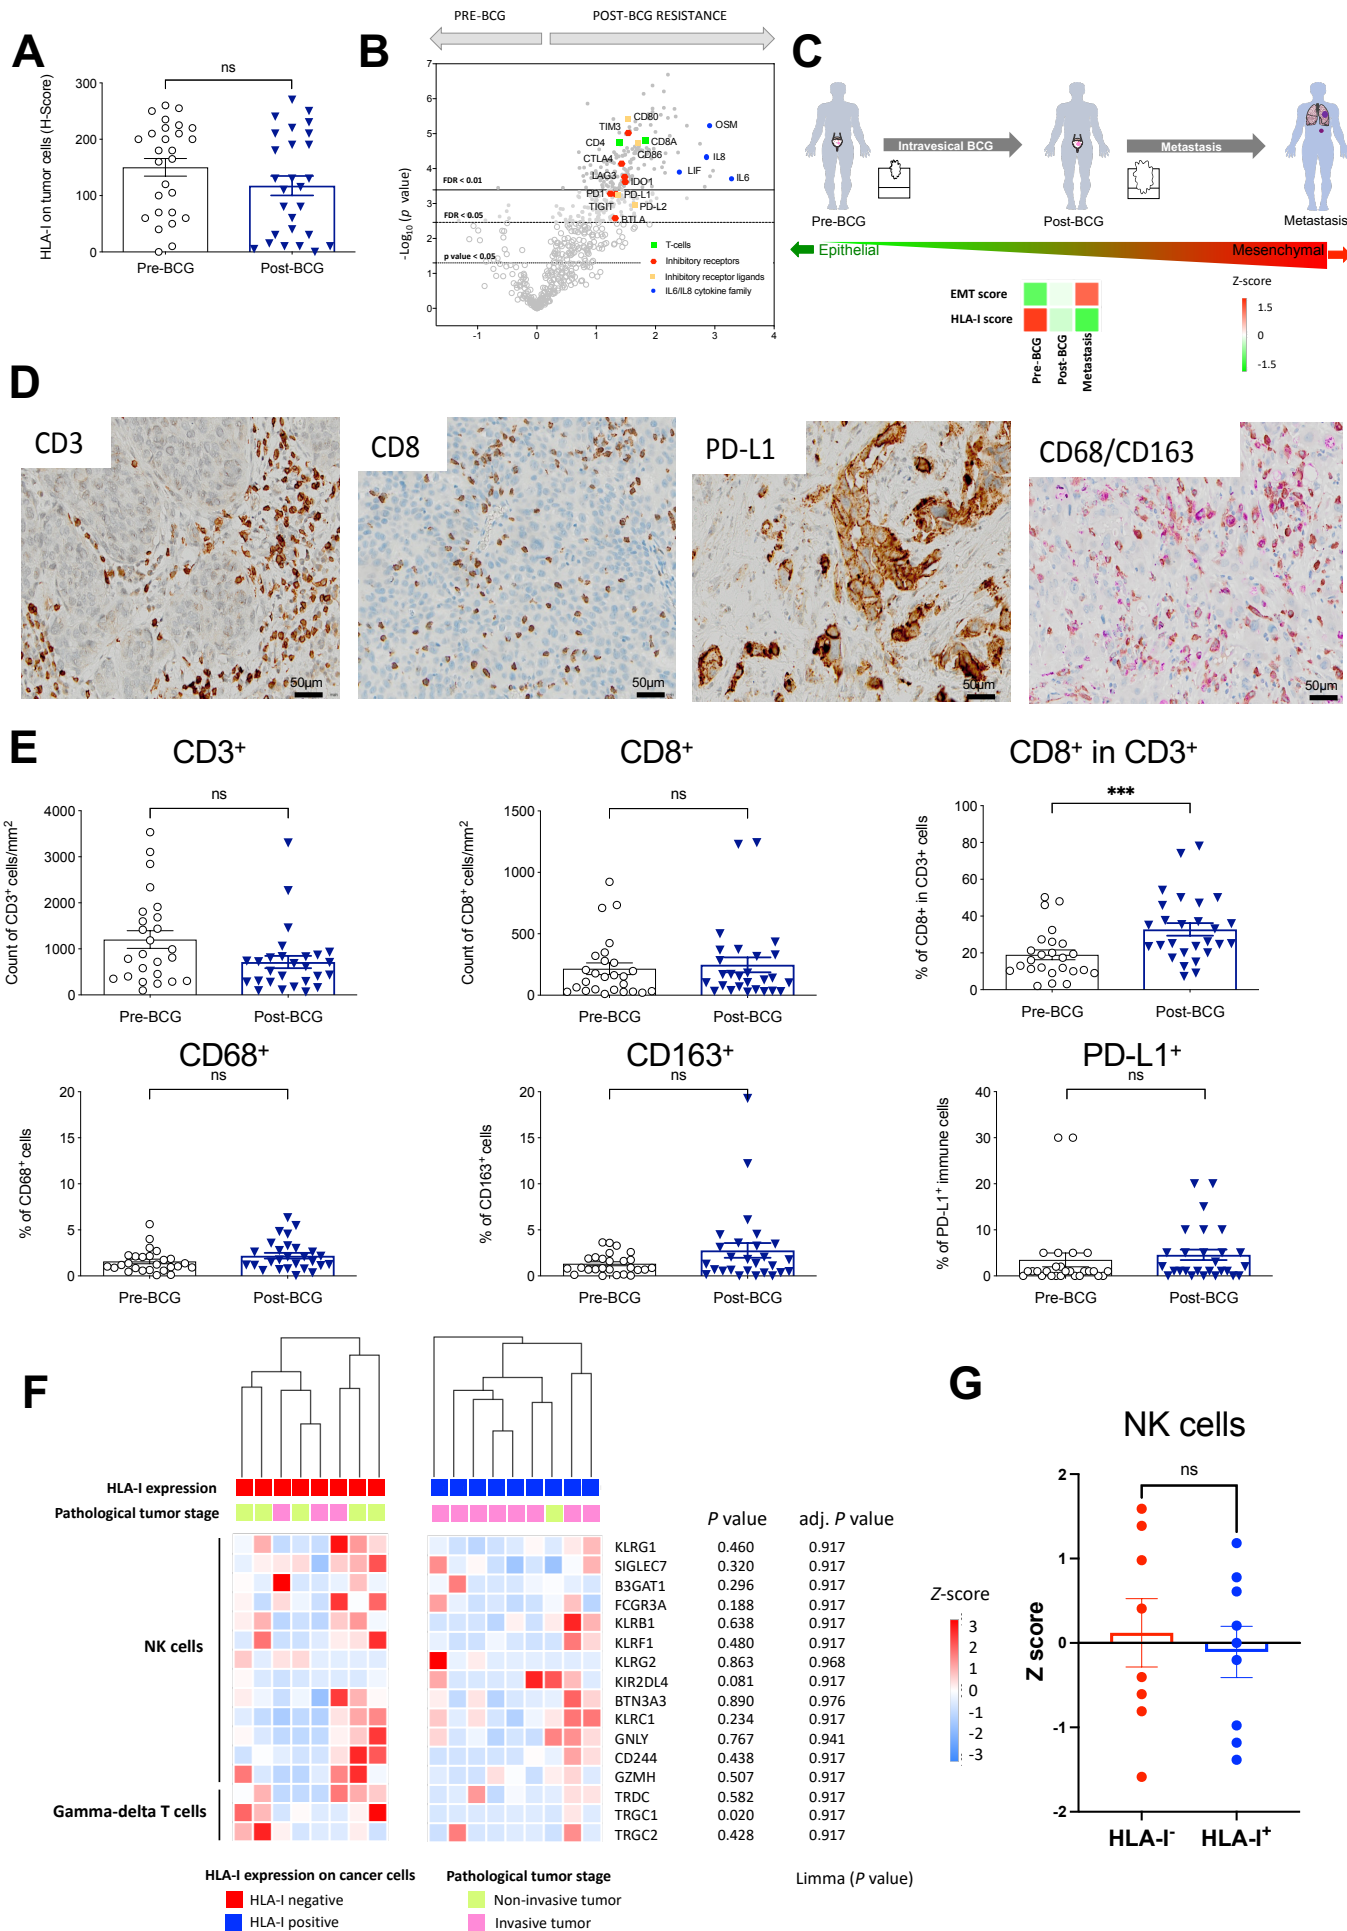 A
HLA-I on tumor cells (H-Score)
300
200
100
0
ns
Pre-BCG
Post-BCG
B
PRE-BCG
POST-BCG RESISTANCE
-Log10 (p value)
7
6
5
4
3
2
1
0
-1
0
1
2
3
4
FDR < 0.01
FDR < 0.05
p value < 0.05
CD80
TIM3
OSM
CD4
CD8A
CD86
IL8
CTLA4
LIF
IL6
LAG3
IDO1
PD1
PD-L1
TIGIT
PD-L2
BTLA
T-cells
Inhibitory receptors
Inhibitory receptor ligands
IL6/IL8 cytokine family
C
Intravesical BCG
Metastasis
Pre-BCG
Post-BCG
Metastasis
Epithelial
Mesenchymal
EMT score
HLA-I score
Pre-BCG
Post-BCG
Metastasis
Z-score
1.5
0
-1.5
D
CD3
50µm
CD8
50µm
PD-L1
50µm
CD68/CD163
50µm
E
CD3+
Count of CD3+ cells/mm2
4000
3000
2000
1000
0
ns
Pre-BCG
Post-BCG
CD8+
Count of CD8+ cells/mm2
1500
1000
500
0
ns
Pre-BCG
Post-BCG
CD8+ in CD3+
% of CD8+ in CD3+ cells
100
80
60
40
20
0
***
Pre-BCG
Post-BCG
CD68+
% of CD68+ cells
20
15
10
5
0
ns
Pre-BCG
Post-BCG
CD163+
% of CD163+ cells
20
15
10
5
0
ns
Pre-BCG
Post-BCG
PD-L1+
% of PD-L1+ immune cells
40
30
20
10
0
ns
Pre-BCG
Post-BCG
F
HLA-I expression
Pathological tumor stage
NK cells
Gamma-delta T cells
P value adj. P value
KLRG1 0.460 0.917
SIGLEC7 0.320 0.917
B3GAT1 0.296 0.917
FCGR3A 0.188 0.917
KLRB1 0.638 0.917
KLRF1 0.480 0.917
KLRG2 0.863 0.968
KIR2DL4 0.081 0.917
BTN3A3 0.890 0.976
KLRC1 0.234 0.917
GNLY 0.767 0.941
CD244 0.438 0.917
GZMH 0.507 0.917
TRDC 0.582 0.917
TRGC1 0.020 0.917
TRGC2 0.428 0.917
Limma (P value)
Z-score
3
2
1
0
-1
-2
-3
HLA-I expression on cancer cells
HLA-I negative
HLA-I positive
Pathological tumor stage
Non-invasive tumor
Invasive tumor
G
NK cells
ns
Z score
2
1
0
-1
-2
HLA-I-
HLA-I+